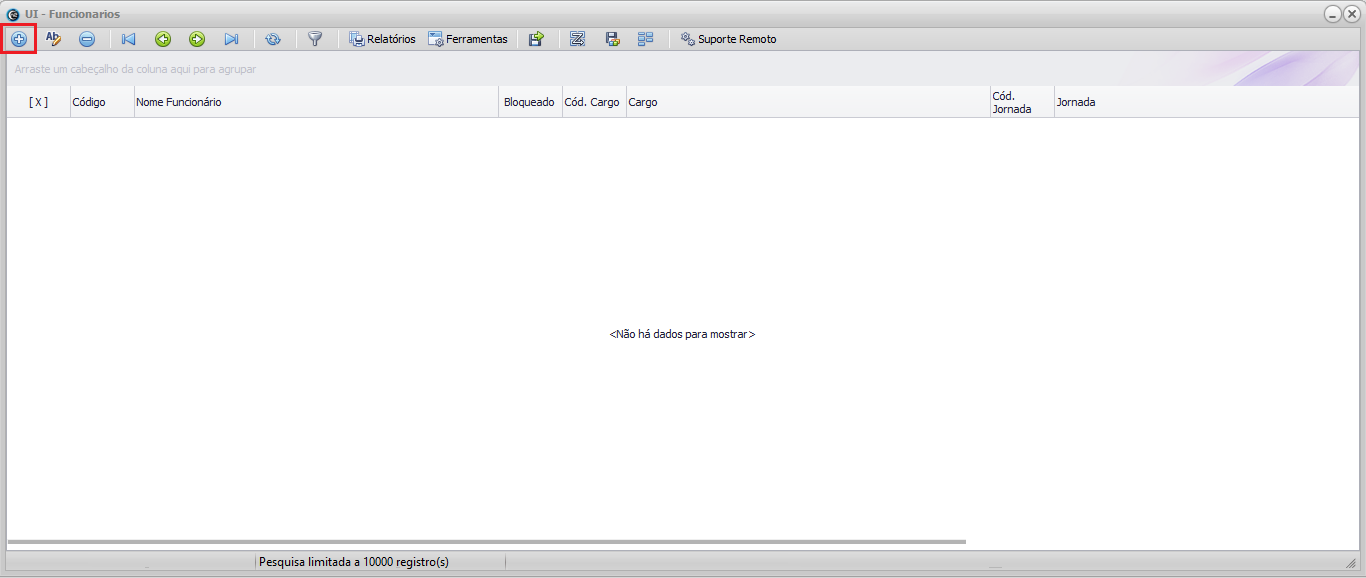 UI - Funcionarios
Ab
Relatórios Ferramentas Suporte Remoto
Arraste um cabeçalho da coluna aqui para agrupar
[ X ] Código Nome Funcionário Bloqueado Cód. Cargo Cargo Cód. Jornada Jornada
<Não há dados para mostrar>
Pesquisa limitada a 10000 registro(s)